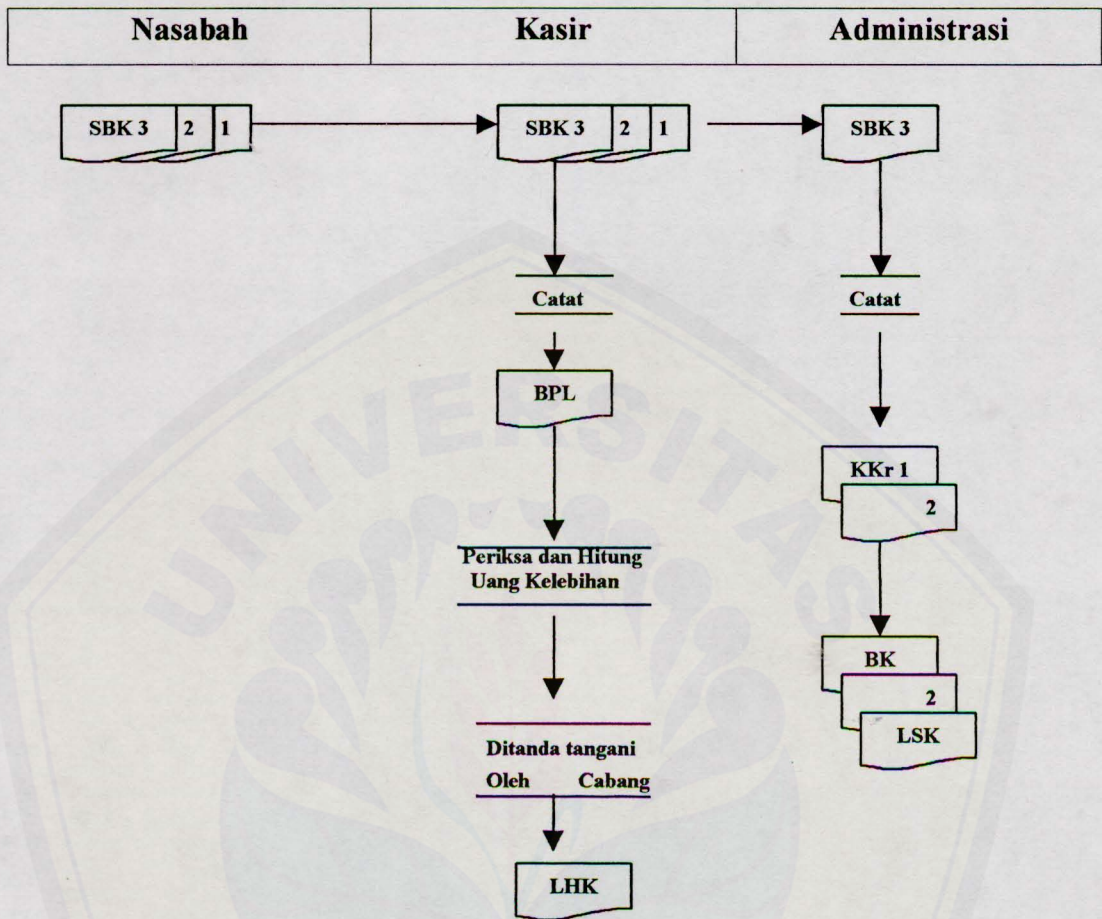 Nasabah Kasir Administrasi
SBK 3 2 1
SBK 3 2 1
SBK 3
Catat
Catat
BPL
KKr 1
2
Periksa dan Hitung
Uang Kelebihan
BK
2
LSK
Ditanda tangani
Oleh Cabang
LHK
UNIVERSITAS